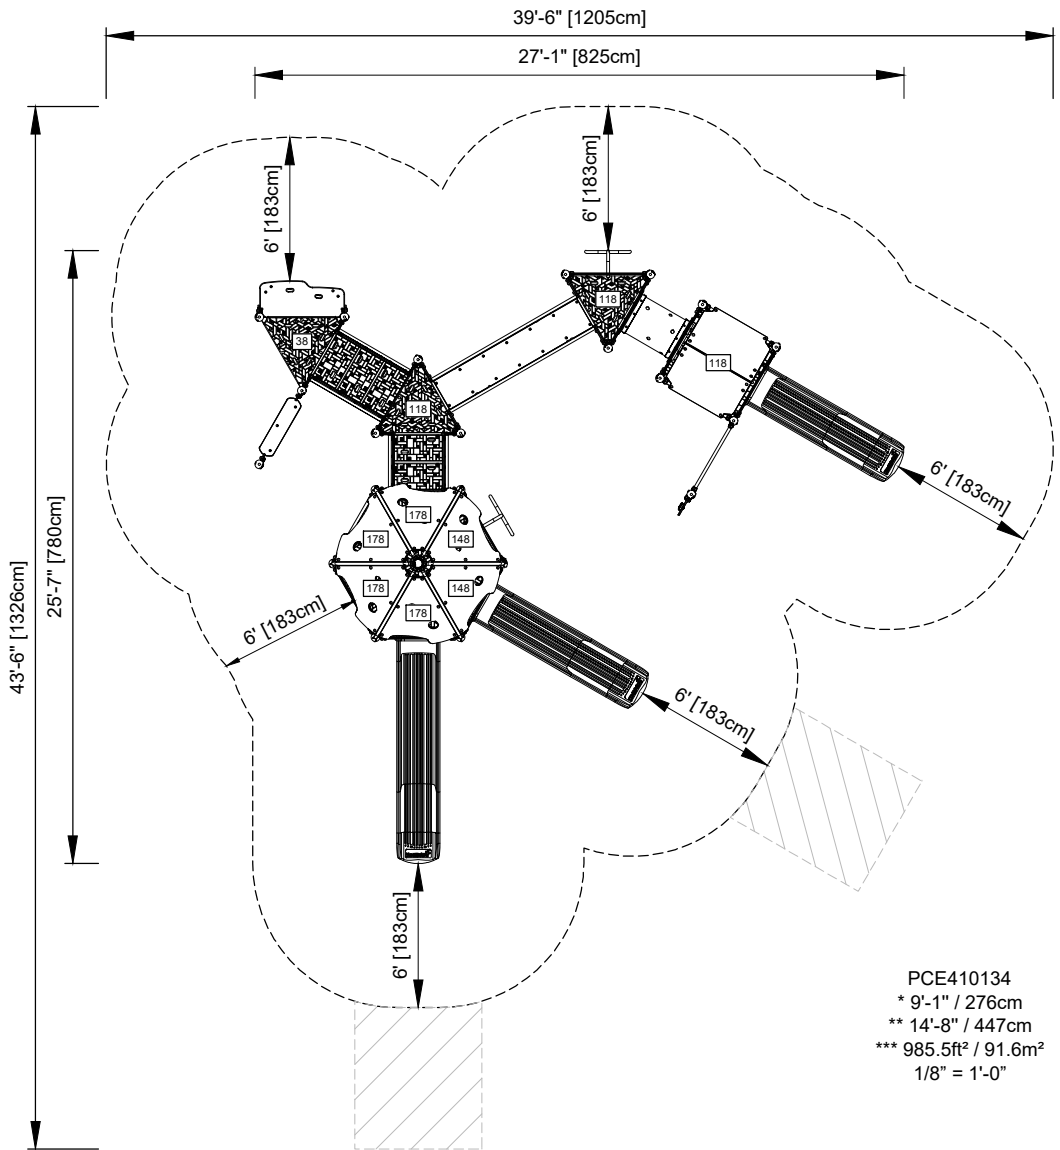 39'-6" [1205cm]
27'-1" [825cm]
6' [183cm]
6' [183cm]
118
38
118
118
43'-6" [1326cm]
25'-7" [780cm]
6' [183cm]
178
178
148
178
148
178
6' [183cm]
6' [183cm]
6' [183cm]
PCE410134
* 9'-1" / 276cm
** 14'-8" / 447cm
*** 985.5ft² / 91.6m²
1/8” = 1'-0”